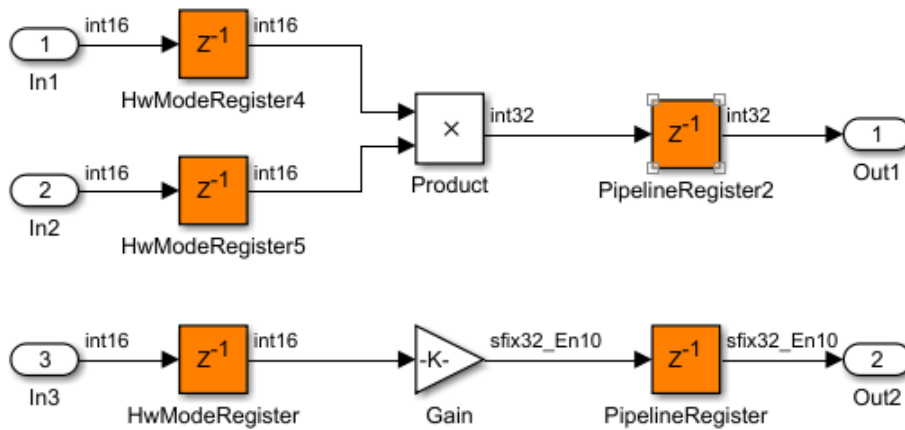 1
int16
Z-1
int16
In1
HwModeRegister4
×
int32
Z-1
int32
1
Product
PipelineRegister2
Out1
2
int16
Z-1
int16
In2
HwModeRegister5
3
int16
Z-1
int16
-K-
sfix32_En10
Z-1
sfix32_En10
2
In3
HwModeRegister
Gain
PipelineRegister
Out2